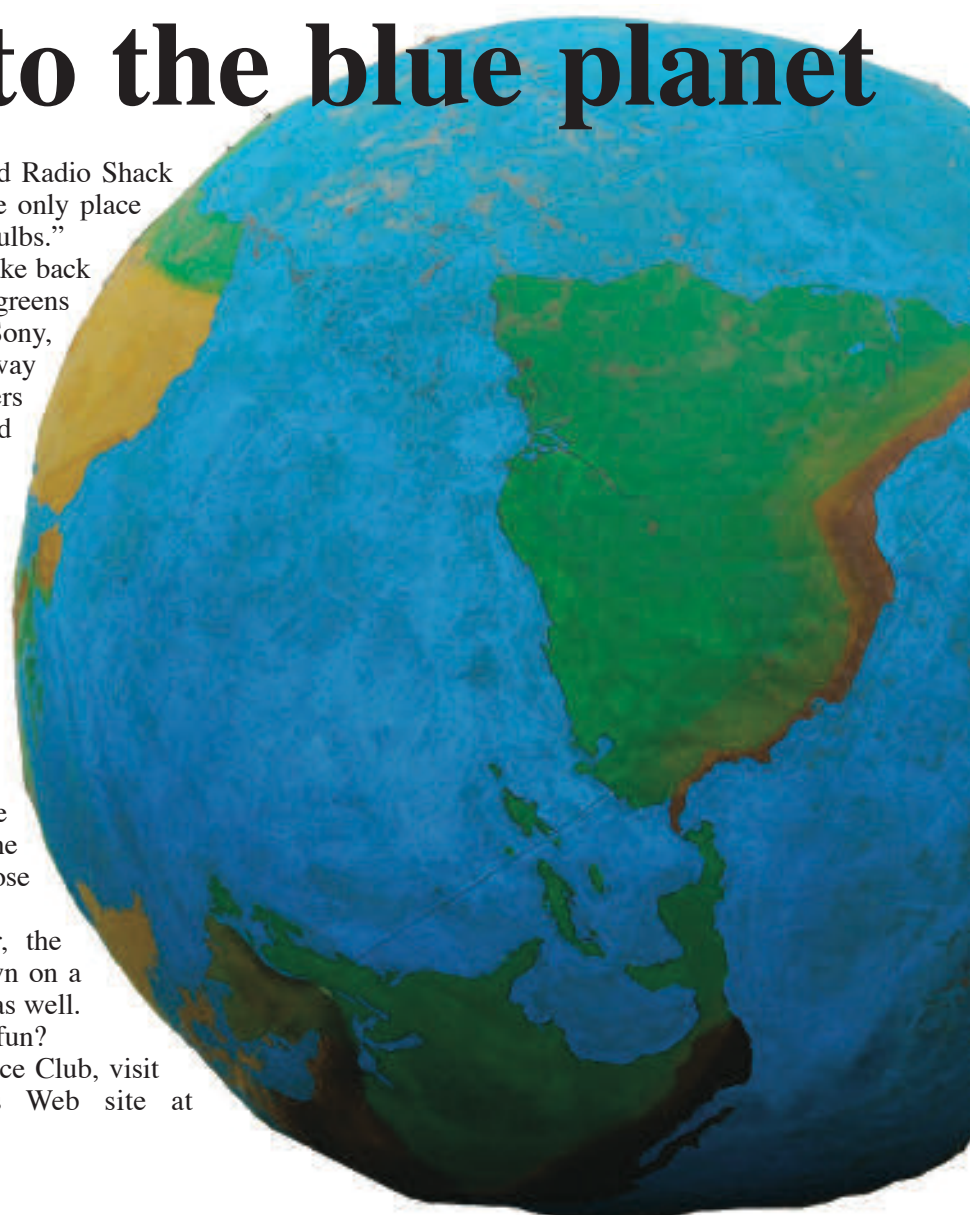 to the blue planet
d Radio Shack
e only place
ulbs.”
ke back
greens
Sony,
way
ers
d
e
ne
ose
r, the
wn on a
as well.
fun?
ce Club, visit
Web site at